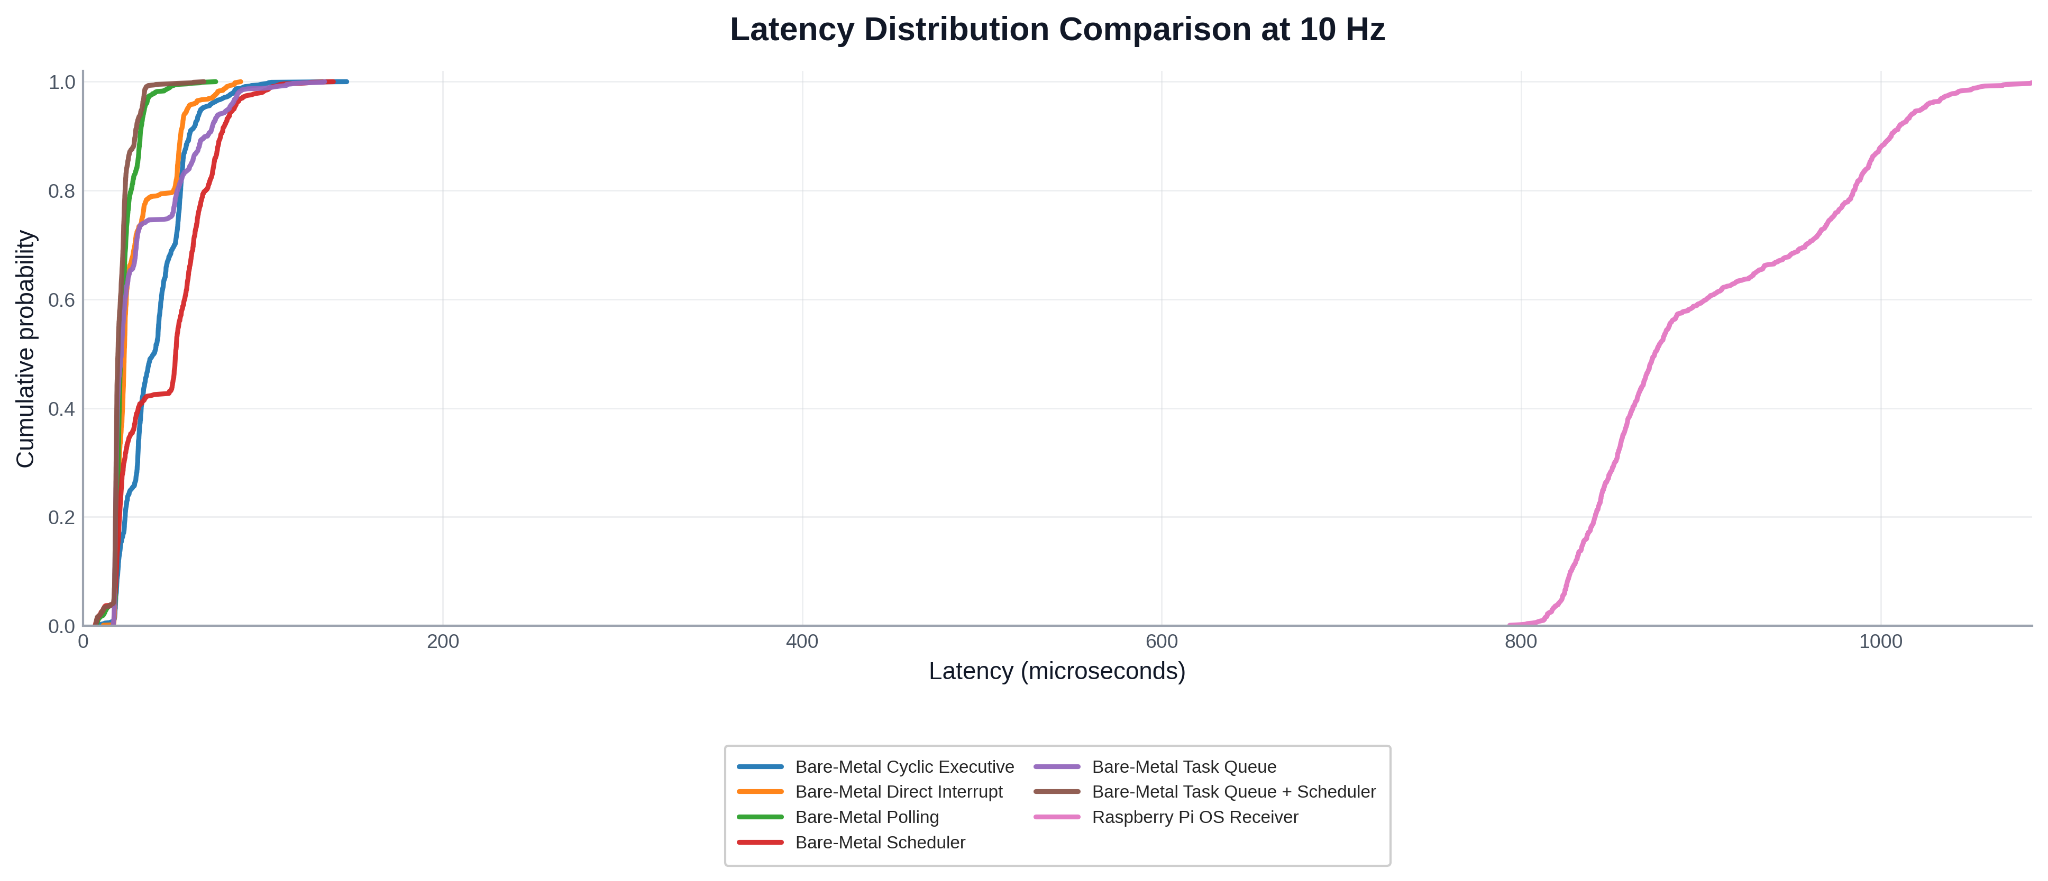 Latency Distribution Comparison at 10 Hz
Cumulative probability
1.0
0.8
0.6
0.4
0.2
0.0
0 200 400 600 800 1000
Latency (microseconds)
Bare-Metal Cyclic Executive
Bare-Metal Direct Interrupt
Bare-Metal Polling
Bare-Metal Scheduler
Bare-Metal Task Queue
Bare-Metal Task Queue + Scheduler
Raspberry Pi OS Receiver